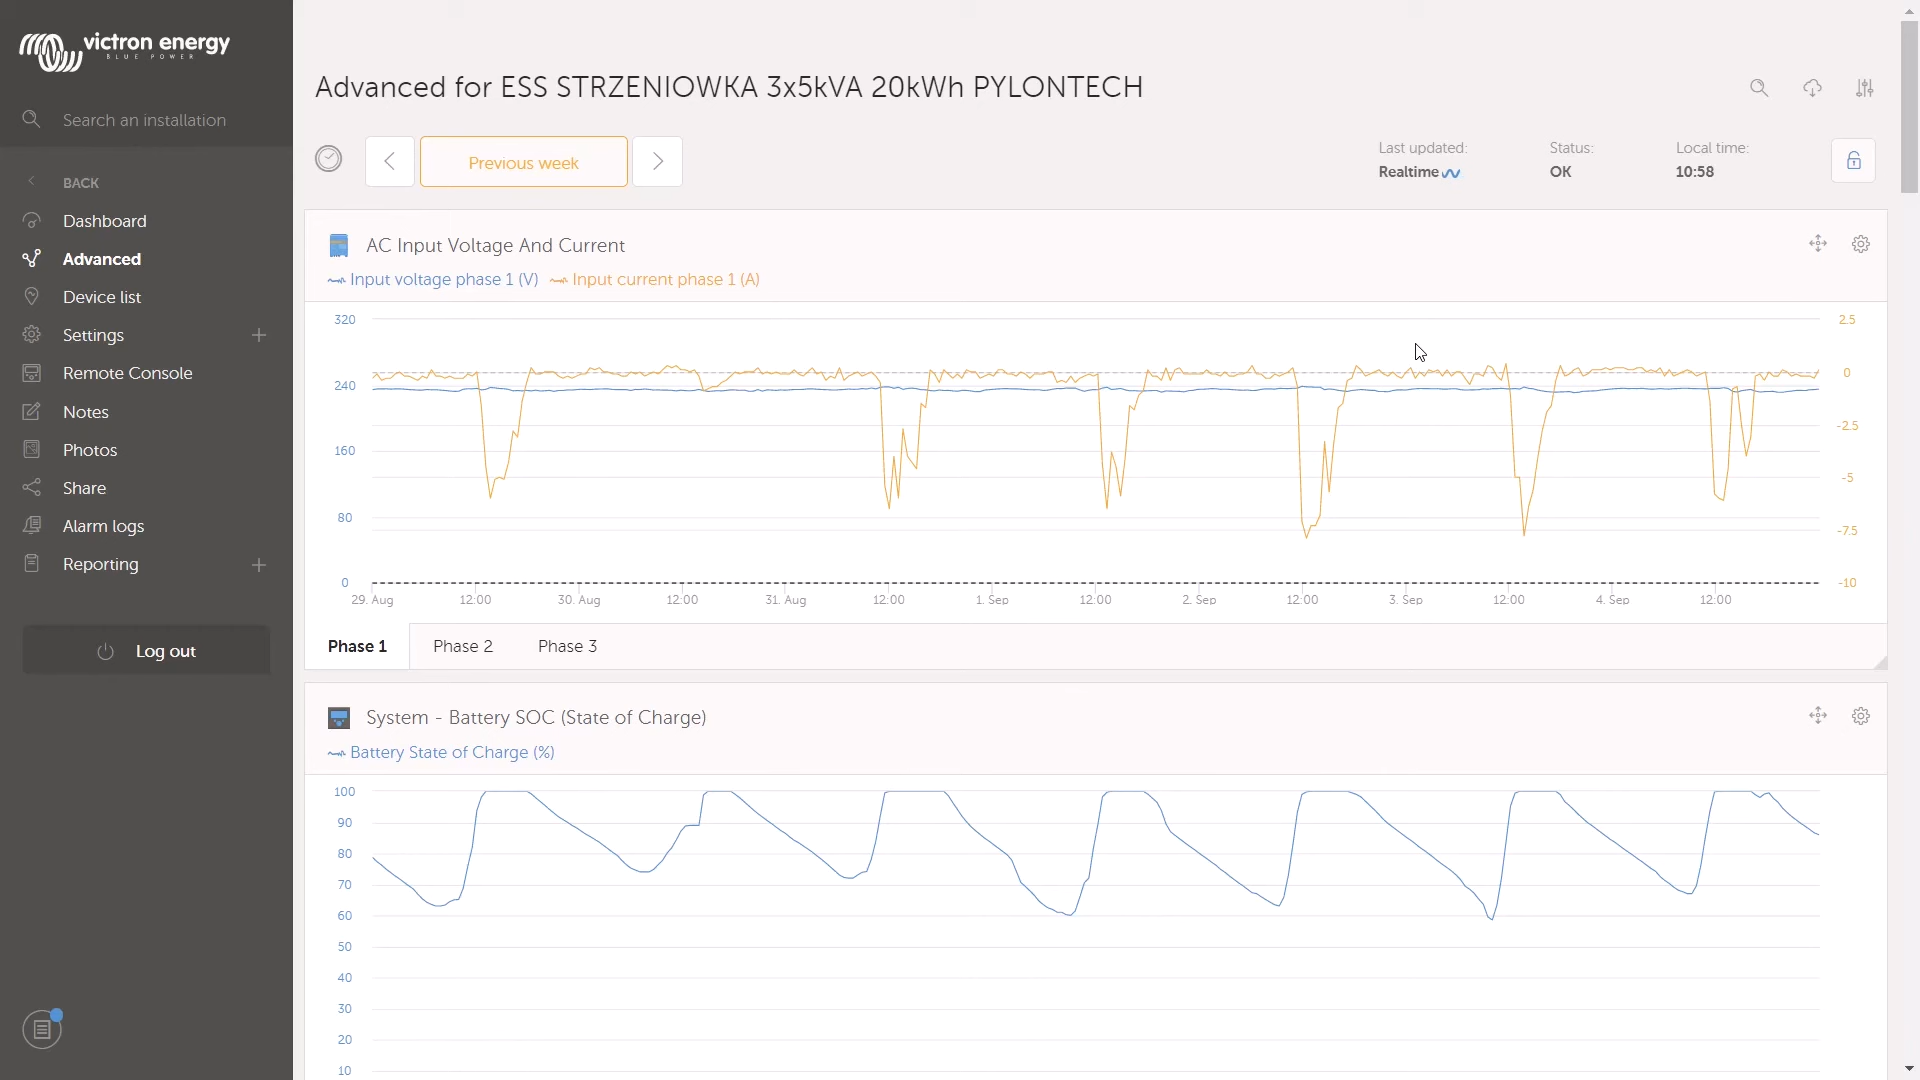 victron energy
BLUE POWER
Search an installation
BACK
Dashboard
Advanced
Device list
Settings
Remote Console
Notes
Photos
Share
Alarm logs
Reporting
Log out
Advanced for ESS STRZENIOWKA 3x5kVA 20kWh PYLONTECH
Previous week
Last updated:
Realtime
Status:
OK
Local time:
10:58
AC Input Voltage And Current
Input voltage phase 1 (V) Input current phase 1 (A)
320 2.5
240 0
160 -2.5
80 -5
0 -7.5
-10
29. Aug 12:00 30. Aug 12:00 31. Aug 12:00 1. Sep 12:00 2. Sep 12:00 3. Sep 12:00 4. Sep 12:00
Phase 1 Phase 2 Phase 3
System - Battery SOC (State of Charge)
Battery State of Charge (%)
100
90
80
70
60
50
40
30
20
10